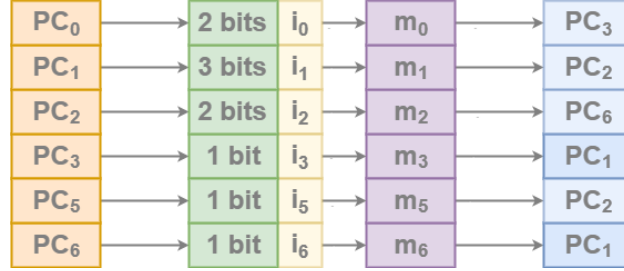 PC₀ 2 bits i₀ m₀ PC₃
PC₁ 3 bits i₁ m₁ PC₂
PC₂ 2 bits i₂ m₂ PC₆
PC₃ 1 bit i₃ m₃ PC₁
PC₅ 1 bit i₅ m₅ PC₂
PC₆ 1 bit i₆ m₆ PC₁